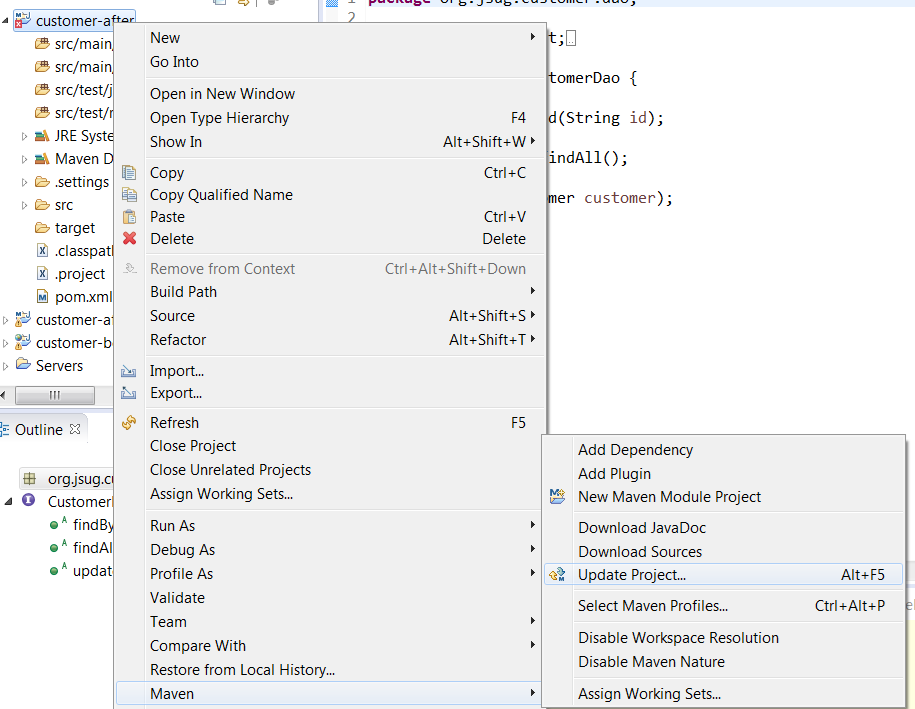 customer-after
package org.jsug.customer.dao;
2
src/main
src/main
src/test/j
src/test/r
JRE Syste
Maven D
.settings
src
target
.classpat
.project
pom.xml
customer-af
customer-b
Servers
Outline
org.jsug.cu
Customer
findBy
findAl
updat
t;
tomerDao {
d(String id);
indAll();
mer customer);
New
Go Into
Open in New Window
Open Type Hierarchy F4
Show In Alt+Shift+W
Copy Ctrl+C
Copy Qualified Name
Paste Ctrl+V
Delete Delete
Remove from Context Ctrl+Alt+Shift+Down
Build Path
Source Alt+Shift+S
Refactor Alt+Shift+T
Import...
Export...
Refresh F5
Close Project
Close Unrelated Projects
Assign Working Sets...
Run As
Debug As
Profile As
Validate
Team
Compare With
Restore from Local History...
Maven
Add Dependency
Add Plugin
New Maven Module Project
Download JavaDoc
Download Sources
Update Project... Alt+F5
Select Maven Profiles... Ctrl+Alt+P
Disable Workspace Resolution
Disable Maven Nature
Assign Working Sets...